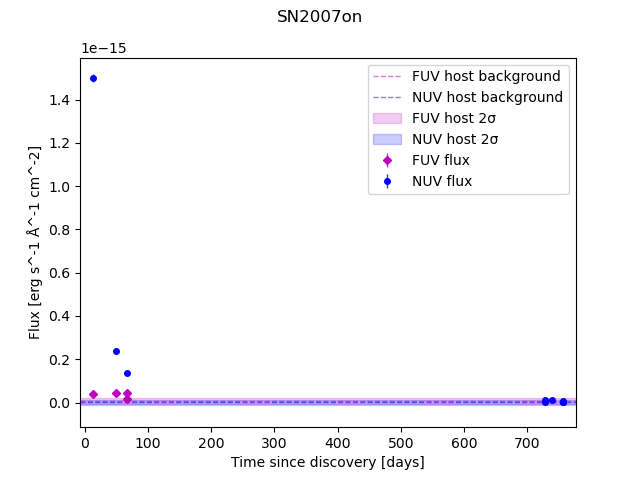 SN2007on
1e−15
1.4
1.2
1.0
0.8
0.6
0.4
0.2
0.0
Flux [erg s^-1 Å^-1 cm^-2]
FUV host background
NUV host background
FUV host 2σ
NUV host 2σ
FUV flux
NUV flux
0 100 200 300 400 500 600 700
Time since discovery [days]